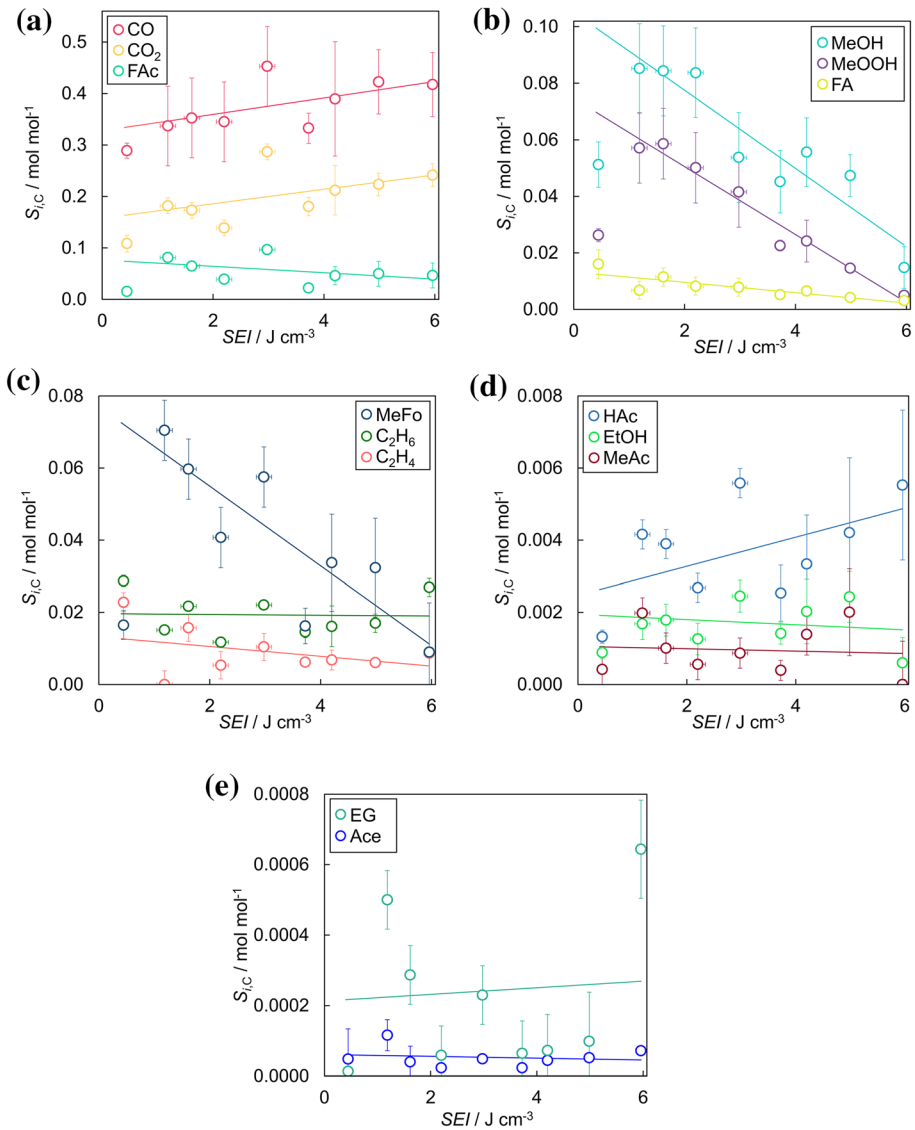 (a)
CO
CO₂
FAc
0.5
0.4
0.3
0.2
0.1
0.0
Sᵢ,C / mol mol⁻¹
0 2 4 6
SEI / J cm⁻³
(b)
MeOH
MeOOH
FA
0.10
0.08
0.06
0.04
0.02
0.00
Sᵢ,C / mol mol⁻¹
0 2 4 6
SEI / J cm⁻³
(c)
MeFo
C₂H₆
C₂H₄
0.08
0.06
0.04
0.02
0.00
Sᵢ,C / mol mol⁻¹
0 2 4 6
SEI / J cm⁻³
(d)
HAc
EtOH
MeAc
0.008
0.006
0.004
0.002
0.000
Sᵢ,C / mol mol⁻¹
0 2 4 6
SEI / J cm⁻³
(e)
EG
Ace
0.0008
0.0006
0.0004
0.0002
0.0000
Sᵢ,C / mol mol⁻¹
0 2 4 6
SEI / J cm⁻³